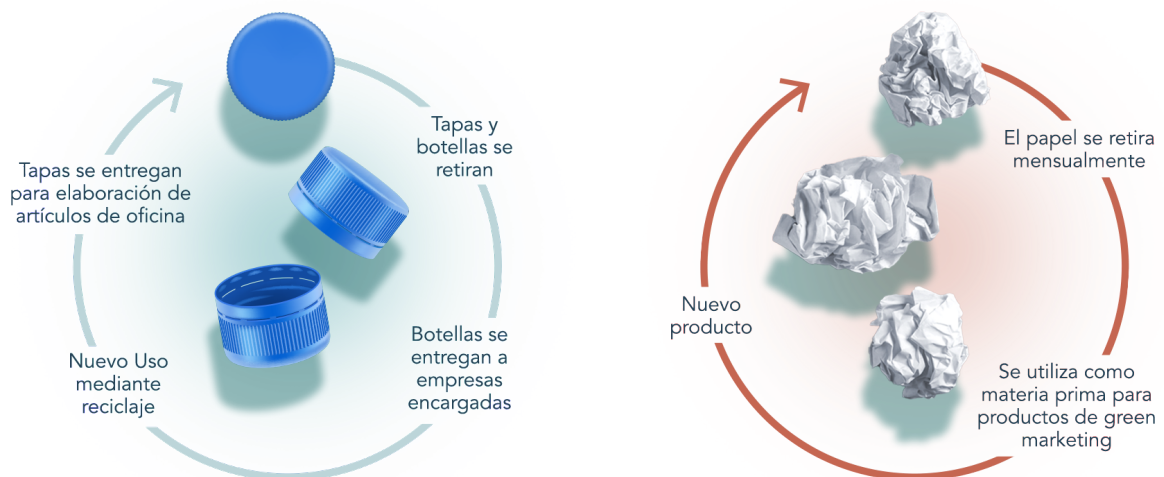 Tapas y
botellas se
retiran
Botellas se
entregan a
empresas
encargadas
Nuevo Uso
mediante
reciclaje
Tapas se entregan
para elaboración de
artículos de oficina
El papel se retira
mensualmente
Se utiliza como
materia prima para
productos de green
marketing
Nuevo
producto